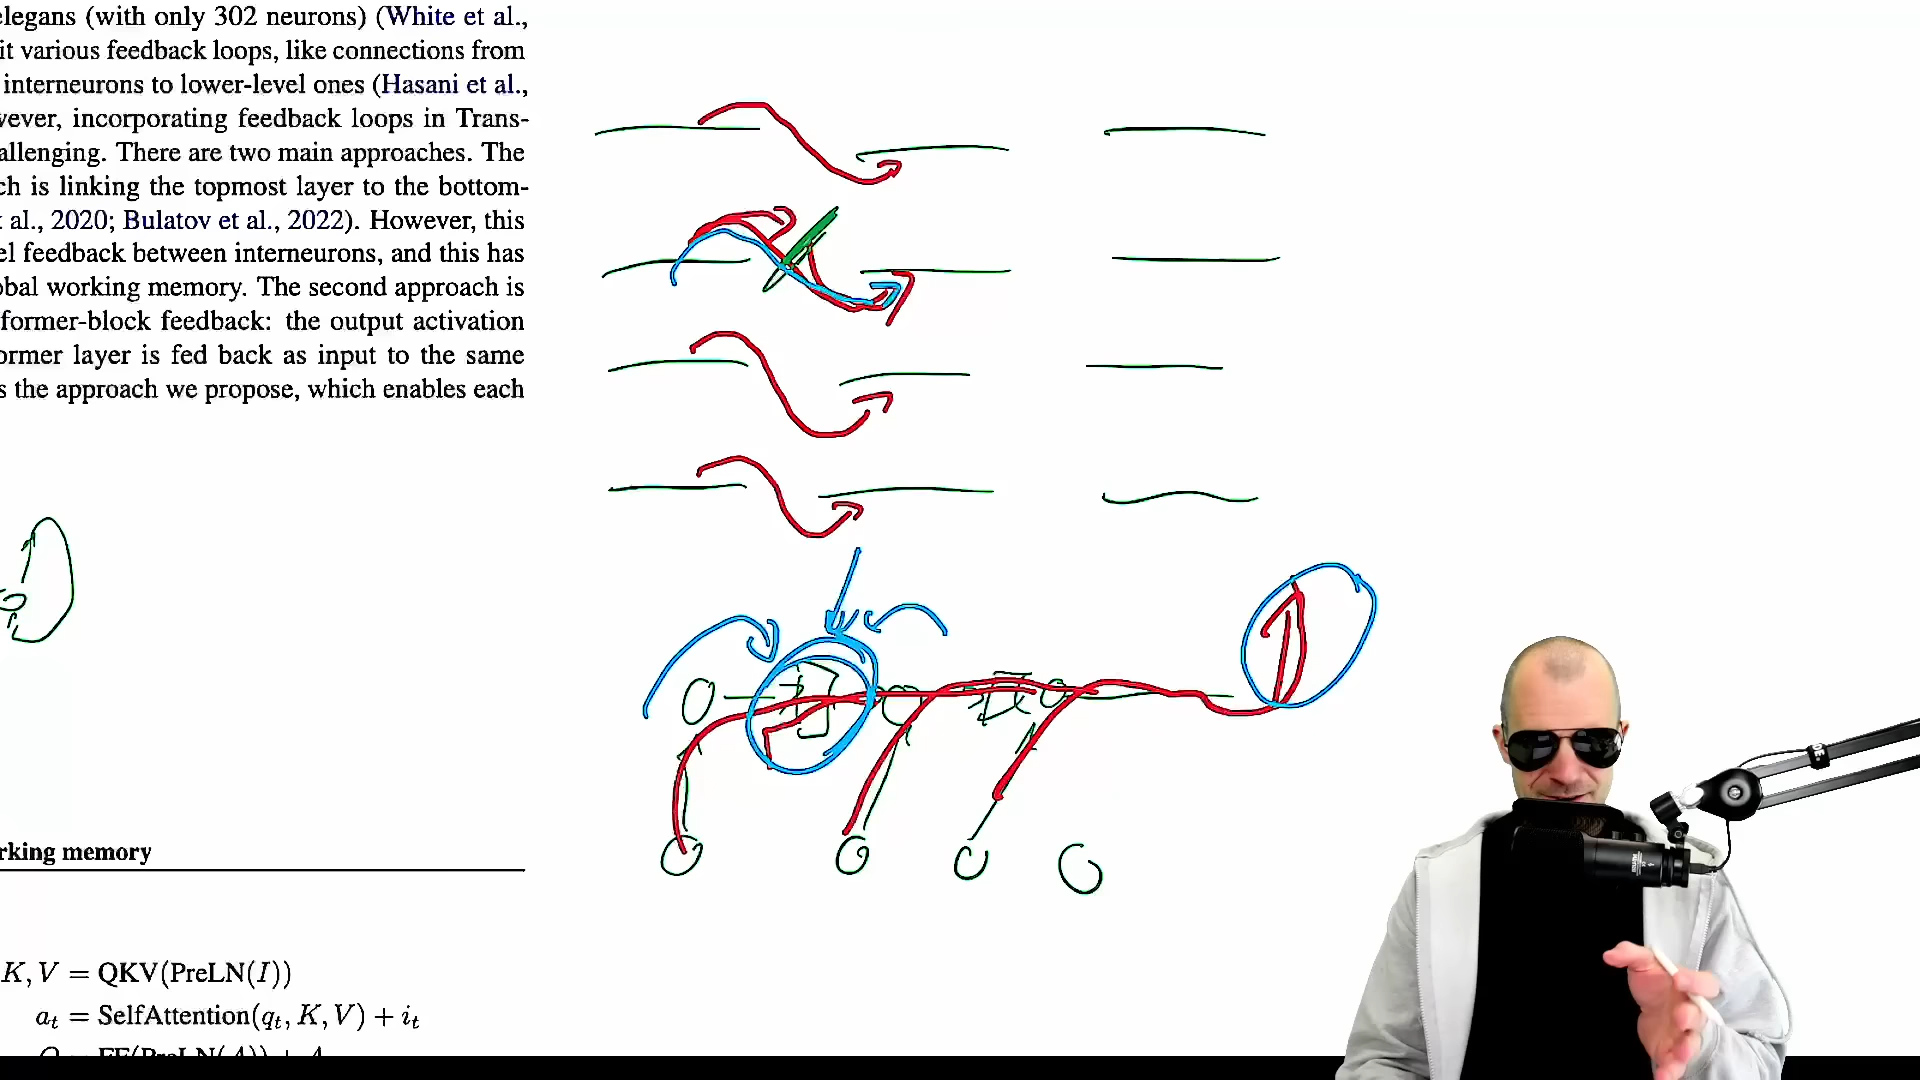 elegans (with only 302 neurons) (White et al.,
it various feedback loops, like connections from
interneurons to lower-level ones (Hasani et al.,
vever, incorporating feedback loops in Trans-
allenging. There are two main approaches. The
ch is linking the topmost layer to the bottom-
al., 2020; Bulatov et al., 2022). However, this
el feedback between interneurons, and this has
obal working memory. The second approach is
former-block feedback: the output activation
ormer layer is fed back as input to the same
s the approach we propose, which enables each
rking memory
K, V = QKV(PreLN(I))
a_t = SelfAttention(q_t, K, V) + i_t